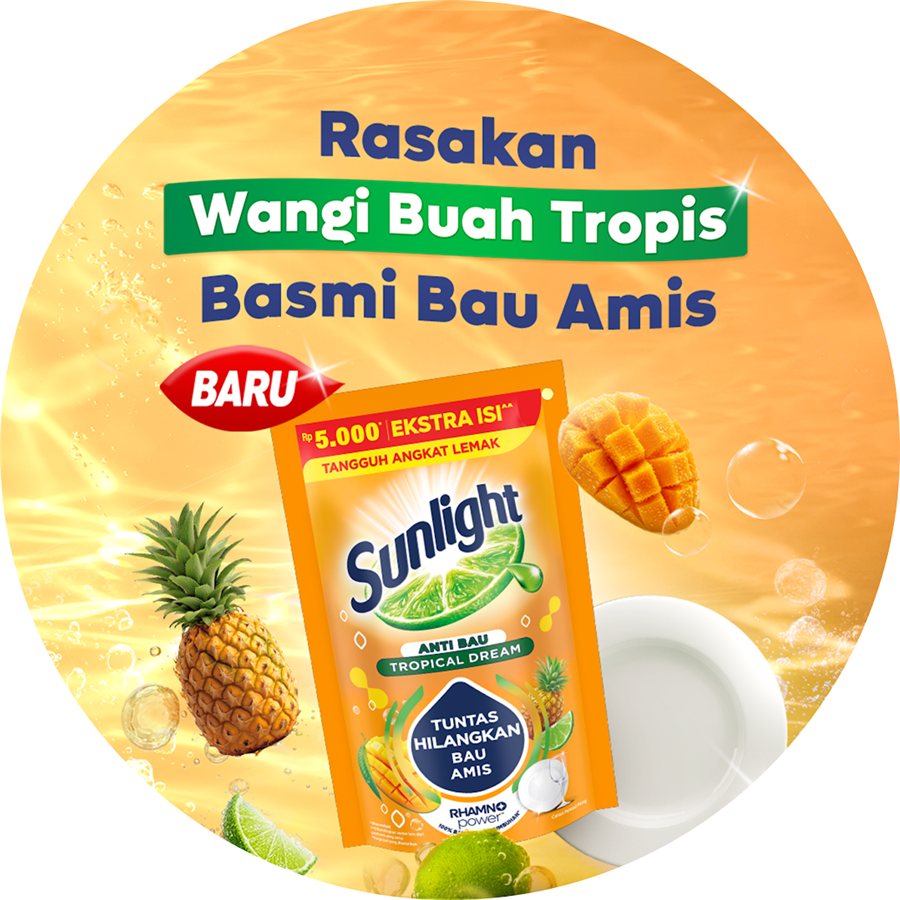 Rasakan
Wangi Buah Tropis
Basmi Bau Amis
BARU
Rp 5.000* EKSTRA ISI^^
TANGGUH ANGKAT LEMAK
Sunlight
ANTI BAU
TROPICAL DREAM
TUNTAS
HILANGKAN
BAU
AMIS
RHAMNO
power
100%